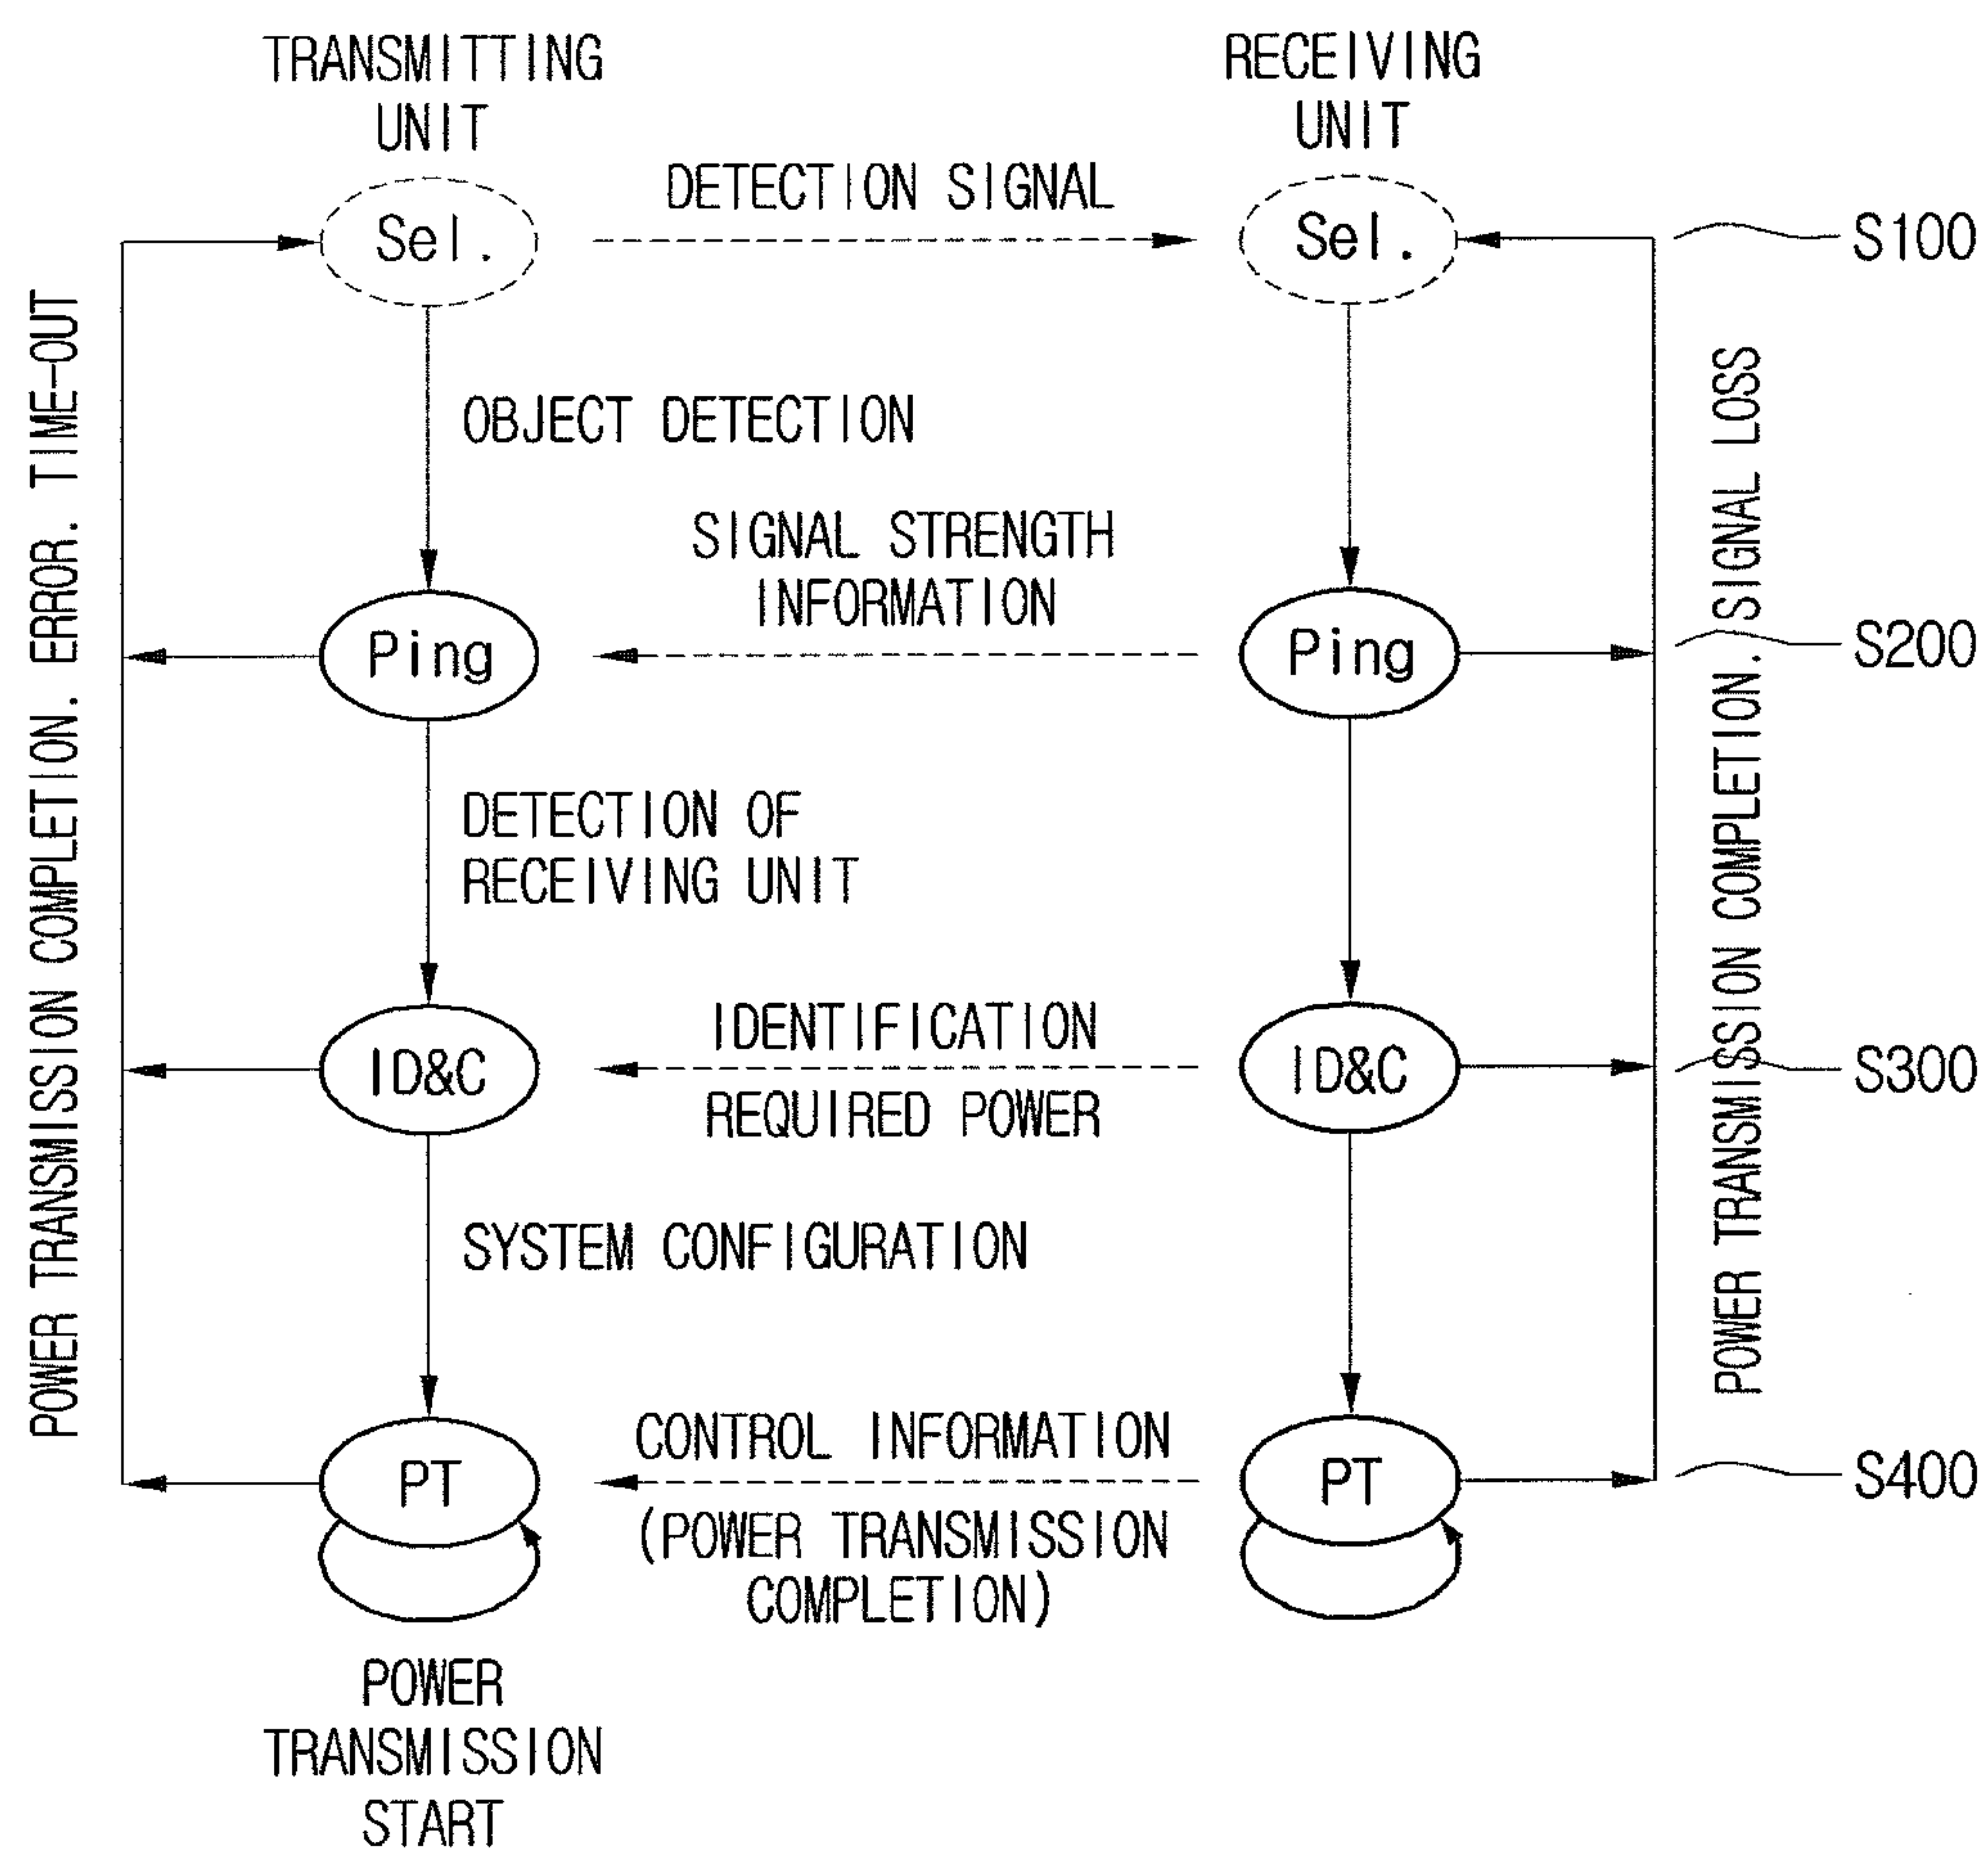 TRANSMITTING
UNIT
RECEIVING
UNIT
DETECTION SIGNAL
Sel.
Sel.
S100
OBJECT DETECTION
SIGNAL STRENGTH
INFORMATION
Ping
Ping
S200
DETECTION OF
RECEIVING UNIT
IDENTIFICATION
REQUIRED POWER
ID&C
ID&C
S300
SYSTEM CONFIGURATION
CONTROL INFORMATION
(POWER TRANSMISSION
COMPLETION)
PT
PT
S400
POWER
TRANSMISSION
START
POWER TRANSMISSION COMPLETION. ERROR. TIME-OUT
POWER TRANSMISSION COMPLETION. SIGNAL LOSS